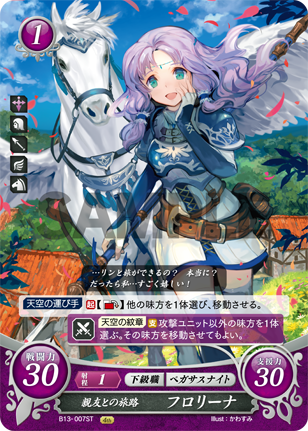 1
…リンと旅ができるの？ 本当に？
だったら私…すごく嬉しい！
天空の運び手 起【 】他の味方を1体選び、移動させる。
天空の紋章 支 攻撃ユニット以外の味方を1体
選ぶ。その味方を移動させてもよい。
戦闘力
30
射程 1 下級職 ペガサスナイト
親友との旅路 フロリーナ
支援力
30
B13-007ST
Illust：かわすみ